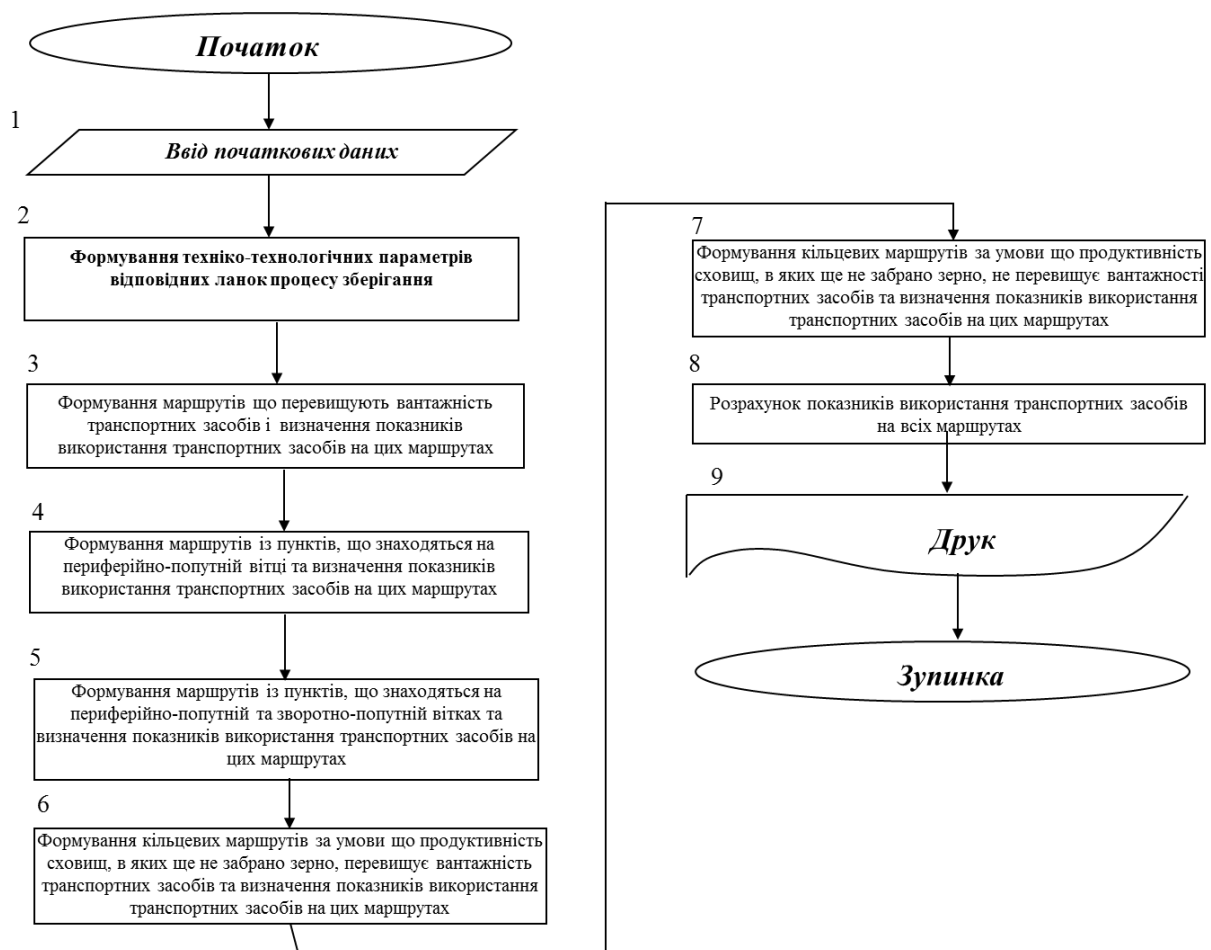 Початок
1
Ввід початкових даних
2
Формування техніко-технологічних параметрів
відповідних ланок процесу зберігання
3
Формування маршрутів що перевищують вантажність
транспортних засобів і визначення показників
використання транспортних засобів на цих маршрутах
4
Формування маршрутів із пунктів, що знаходяться на
периферійно-попутній вітці та визначення показників
використання транспортних засобів на цих маршрутах
5
Формування маршрутів із пунктів, що знаходяться на
периферійно-попутній та зворотно-попутній вітках та
визначення показників використання транспортних засобів на
цих маршрутах
6
Формування кільцевих маршрутів за умови що продуктивність
сховищ, в яких ще не забрано зерно, перевищує вантажність
транспортних засобів та визначення показників використання
транспортних засобів на цих маршрутах
7
Формування кільцевих маршрутів за умови що продуктивність
сховищ, в яких ще не забрано зерно, не перевищує вантажності
транспортних засобів та визначення показників використання
транспортних засобів на цих маршрутах
8
Розрахунок показників використання транспортних засобів
на всіх маршрутах
9
Друк
Зупинка